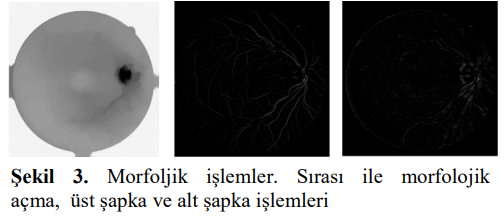 Şekil 3. Morfoljik işlemler. Sırası ile morfolojik
açma, üst şapka ve alt şapka işlemleri